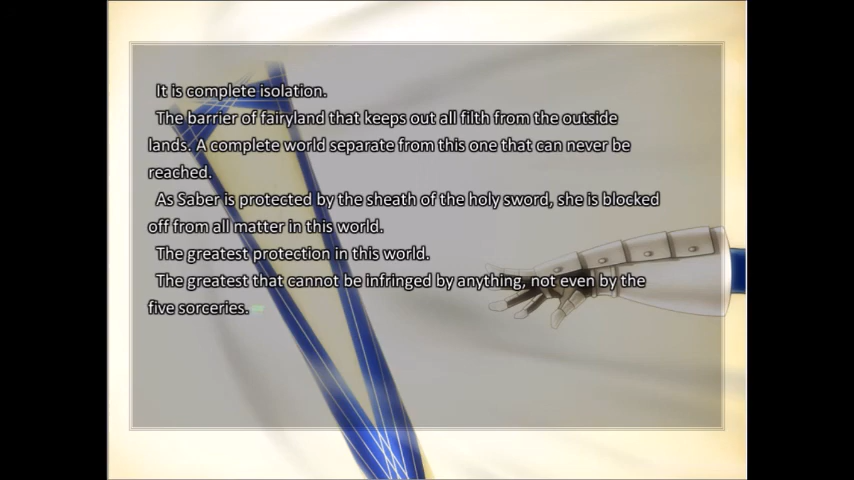 It is complete isolation.
The barrier of fairyland that keeps out all filth from the outside
lands. A complete world separate from this one that can never be
reached.
As Saber is protected by the sheath of the holy sword, she is blocked
off from all matter in this world.
The greatest protection in this world.
The greatest that cannot be infringed by anything, not even by the
five sorceries.